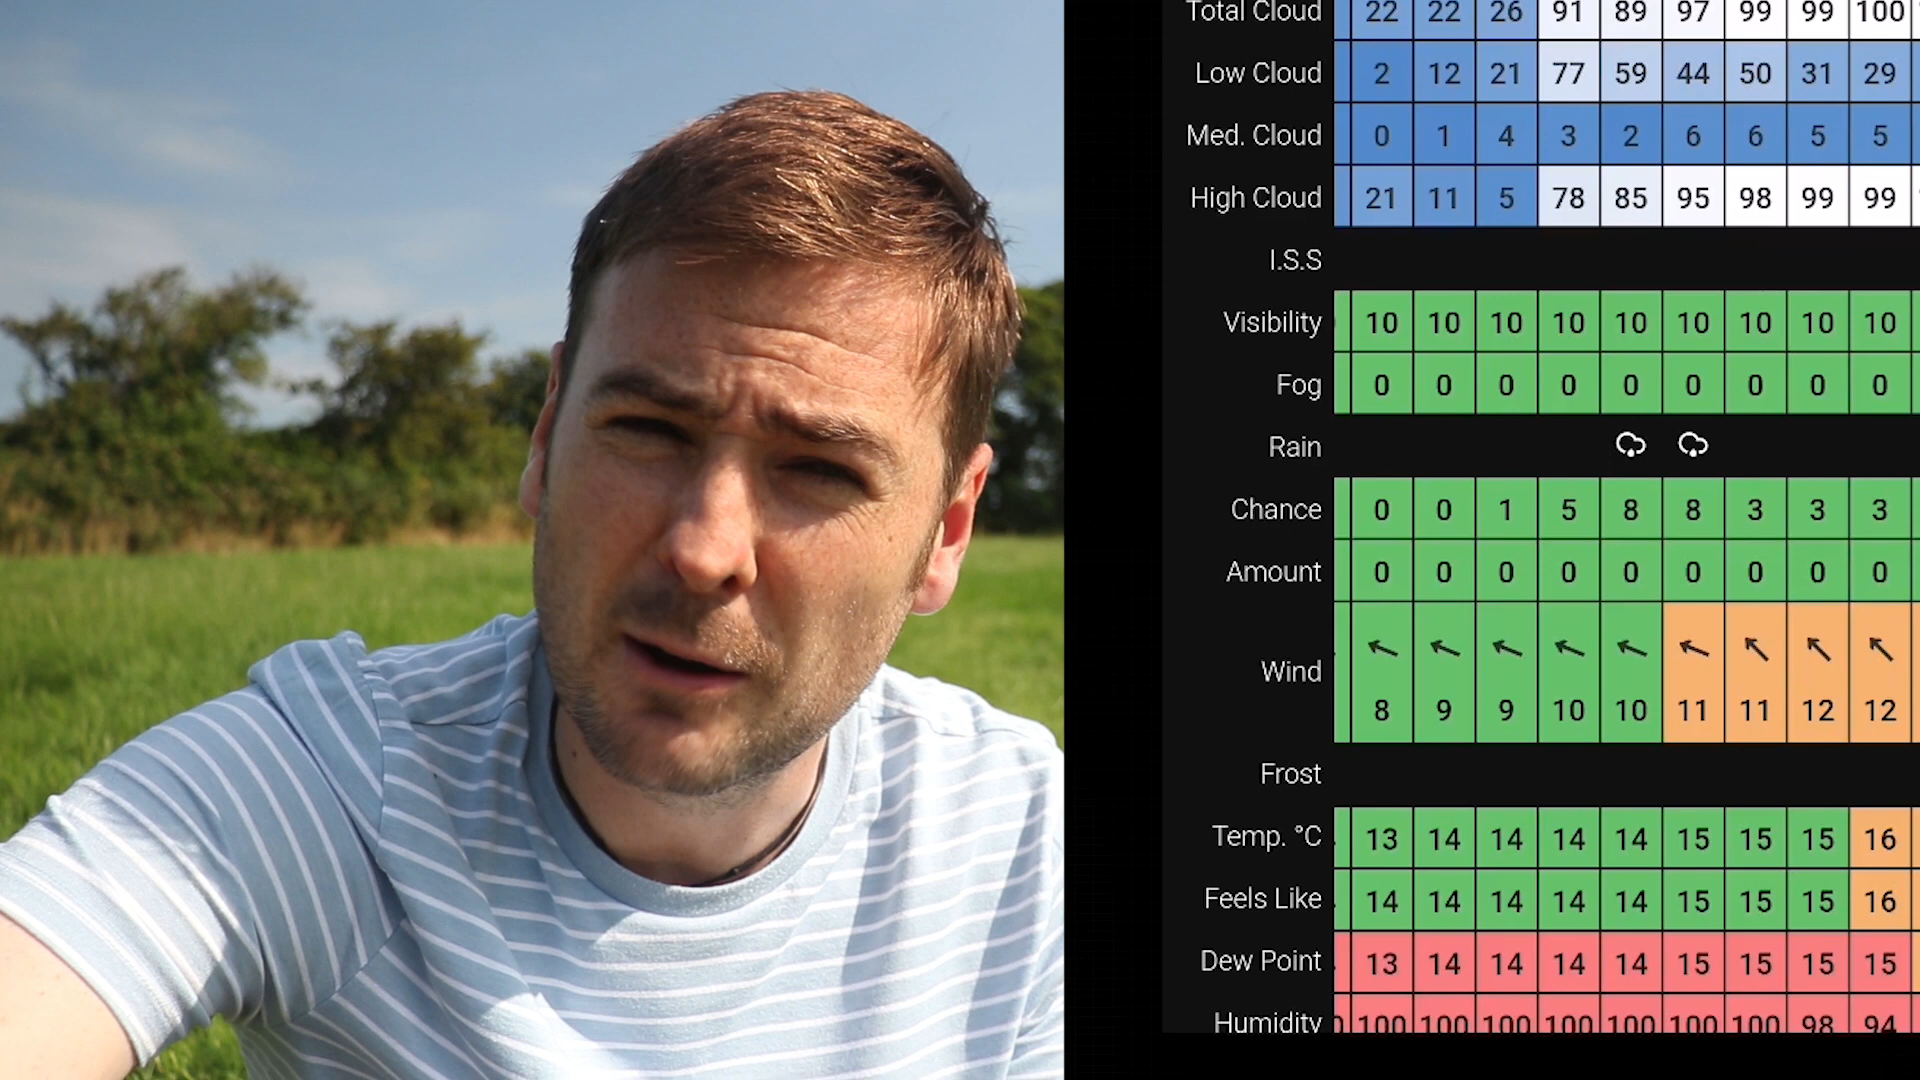 Total Cloud 22 22 26 91 89 97 99 99 100
Low Cloud 2 12 21 77 59 44 50 31 29
Med. Cloud 0 1 4 3 2 6 6 5 5
High Cloud 21 11 5 78 85 95 98 99 99
I.S.S
Visibility 10 10 10 10 10 10 10 10 10
Fog 0 0 0 0 0 0 0 0 0
Rain
Chance 0 0 1 5 8 8 3 3 3
Amount 0 0 0 0 0 0 0 0 0
Wind 8 9 9 10 10 11 11 12 12
Frost
Temp. °C 13 14 14 14 14 15 15 15 16
Feels Like 14 14 14 14 14 15 15 15 16
Dew Point 13 14 14 14 14 15 15 15 15
Humidity 100 100 100 100 100 100 100 98 94